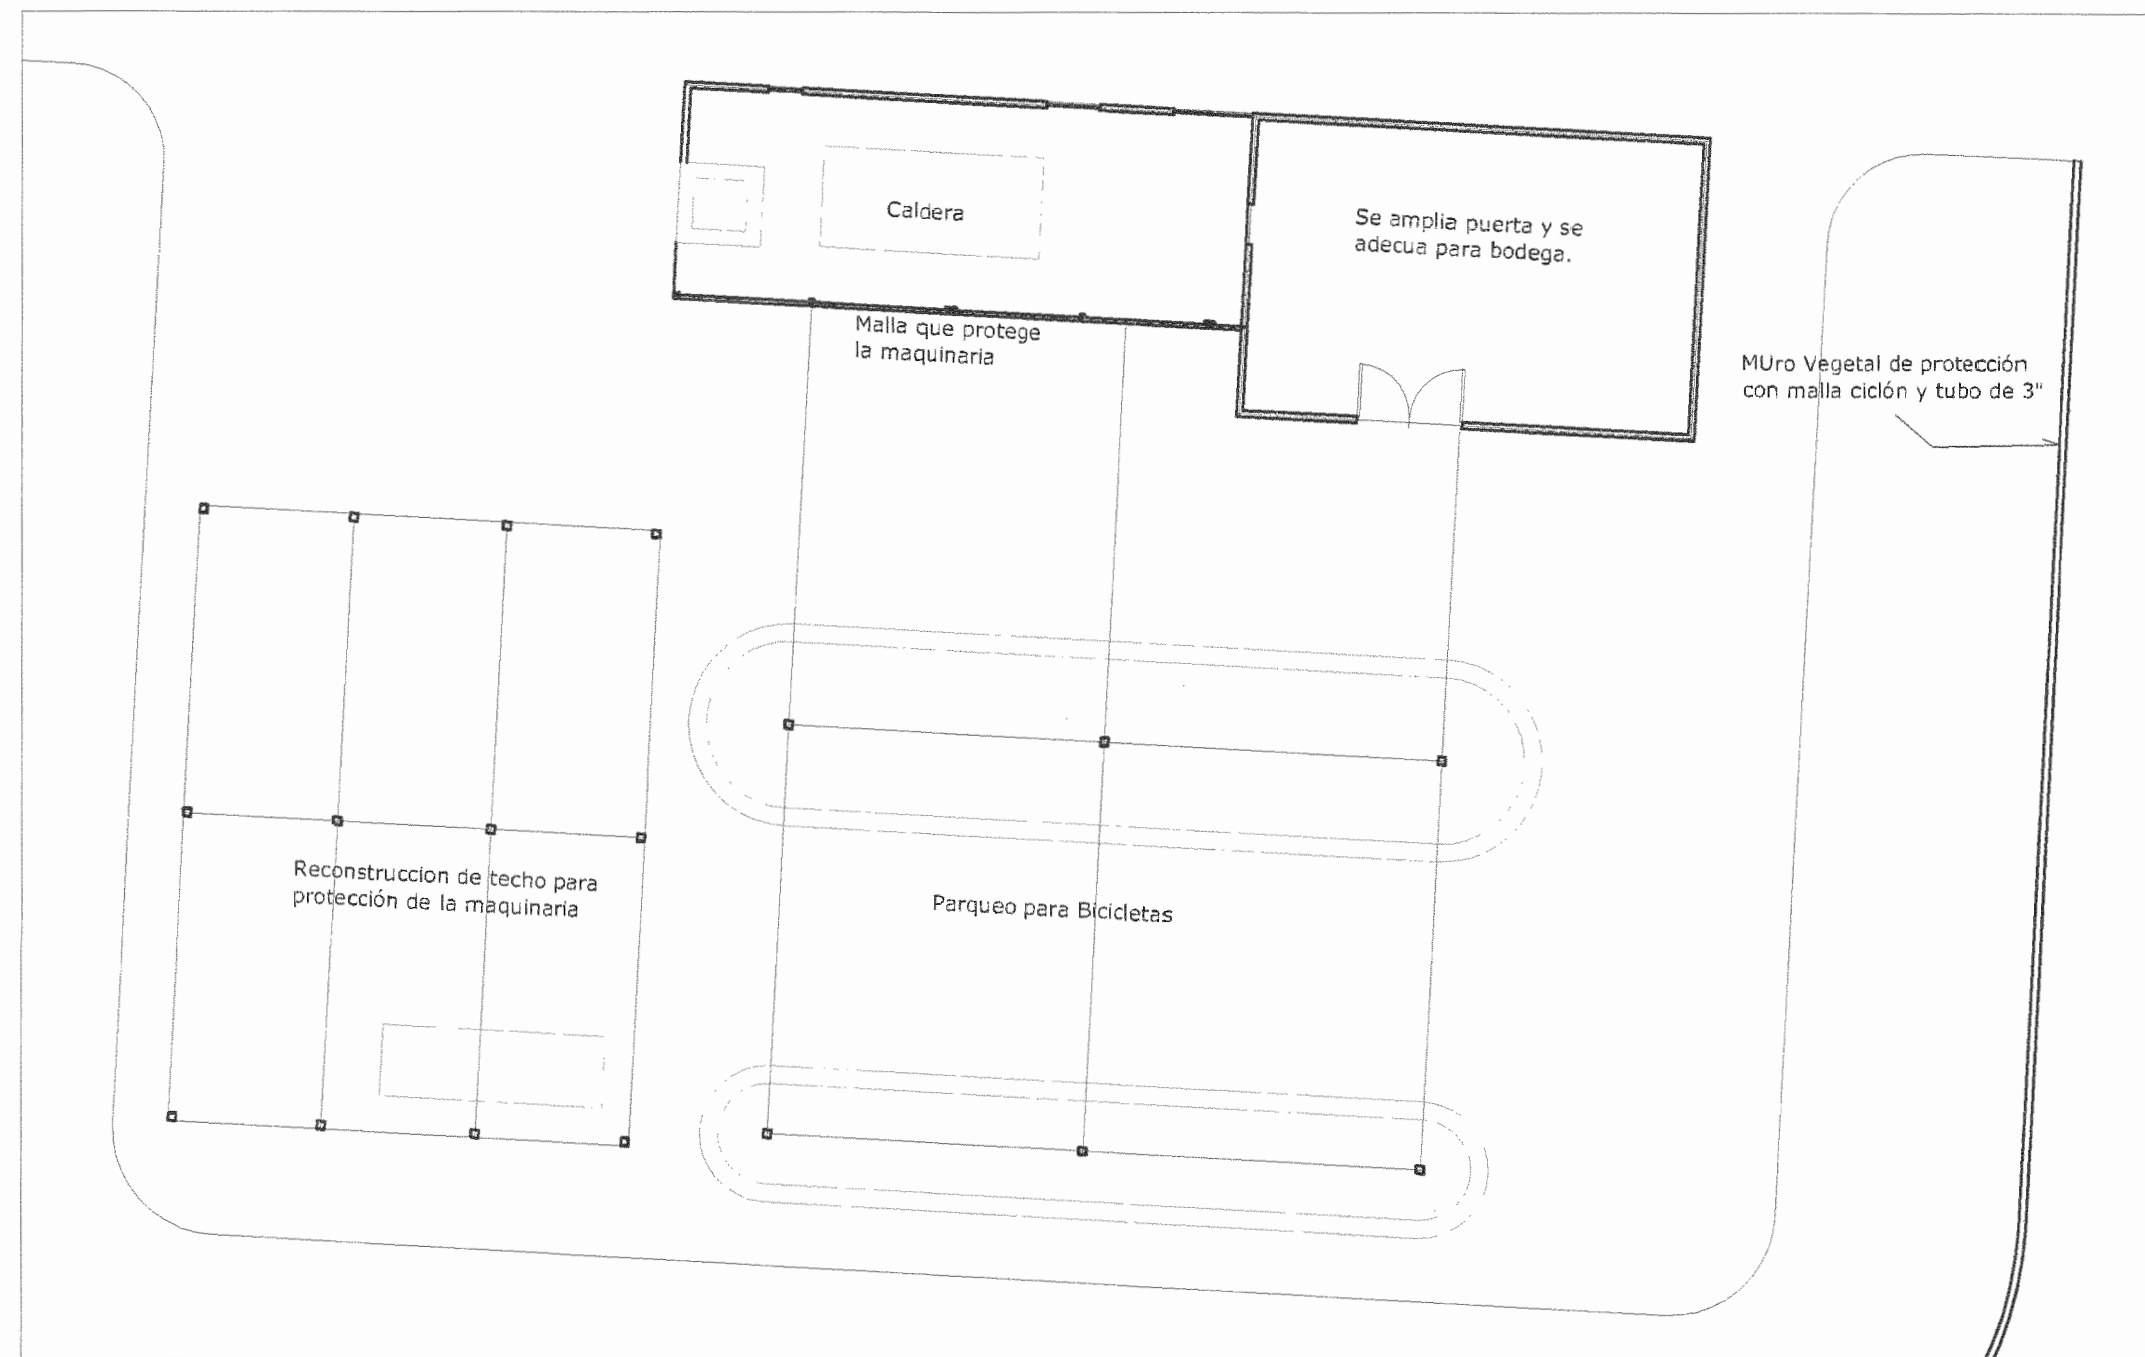 Caldera
Se amplia puerta y se
adecua para bodega.
Malla que protege
la maquinaria
MUro Vegetal de protección
con malla ciclón y tubo de 3"
Reconstruccion de techo para
protección de la maquinaria
Parqueo para Bicicletas